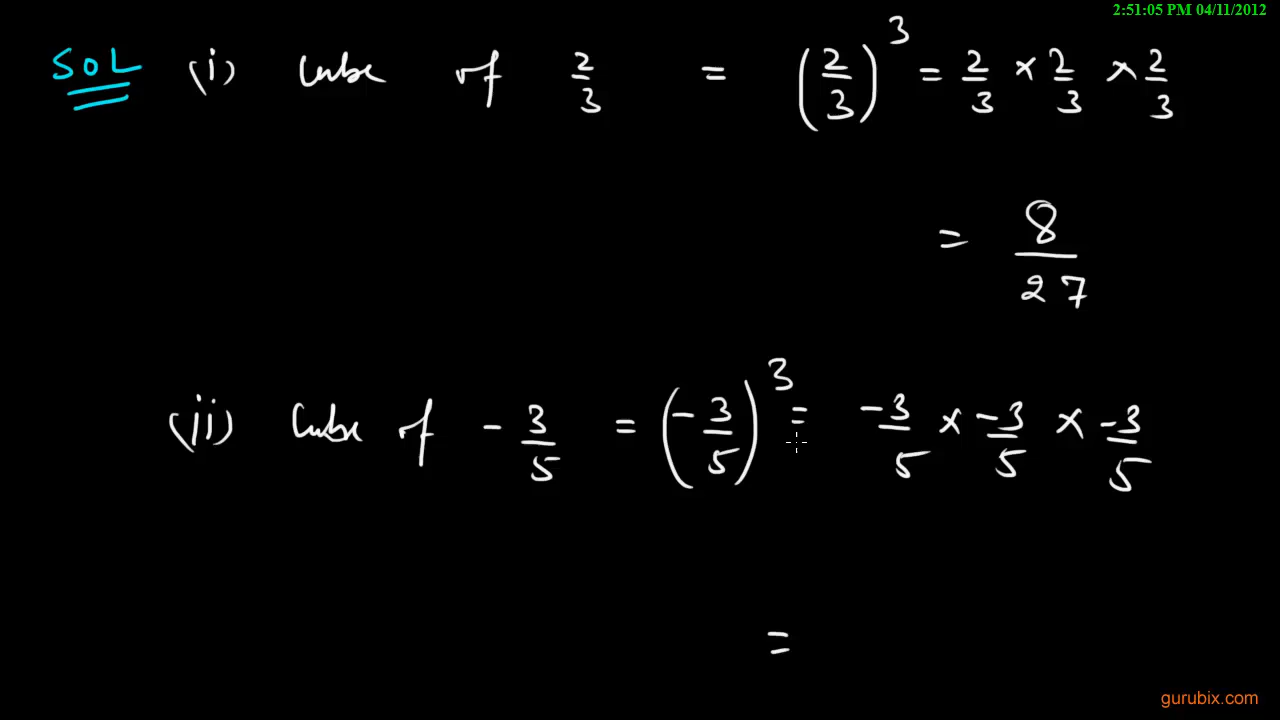 2:51:05 PM 04/11/2012
SOL (i) Cube of 2/3 = (2/3)^3 = 2/3 × 2/3 × 2/3
= 8/27
(ii) Cube of -3/5 = (-3/5)^3 = -3/5 × -3/5 × -3/5
=
gurubix.com